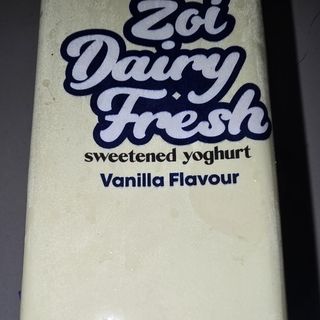 Zoi
Dairy
Fresh
sweetened yoghurt
Vanilla Flavour